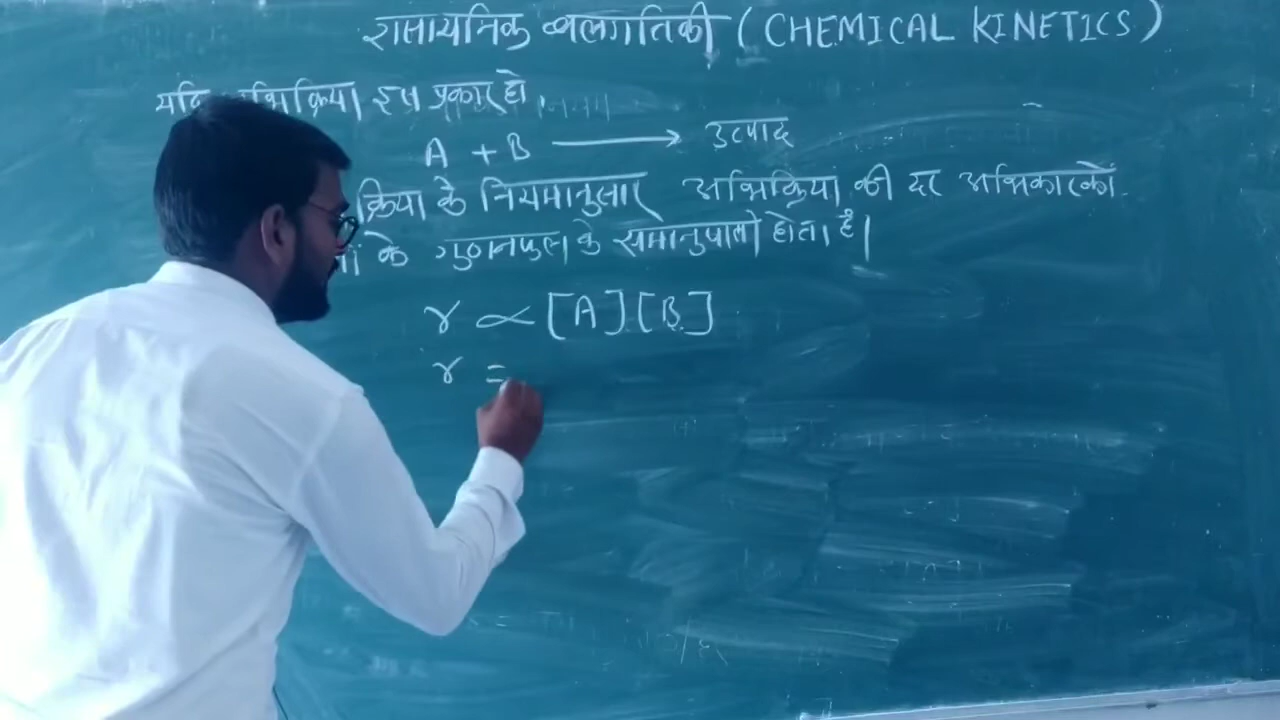 रासायनिक बलगतिकी ( CHEMICAL KINETICS )
यदि अभिक्रिया इस प्रकार हो,
A + B ⟶ उत्पाद
क्रिया के नियमानुसार अभिक्रिया की दर अभिकारकों
के गुणनफल के समानुपाती होता है।
r ∝ [A] [B]
r =